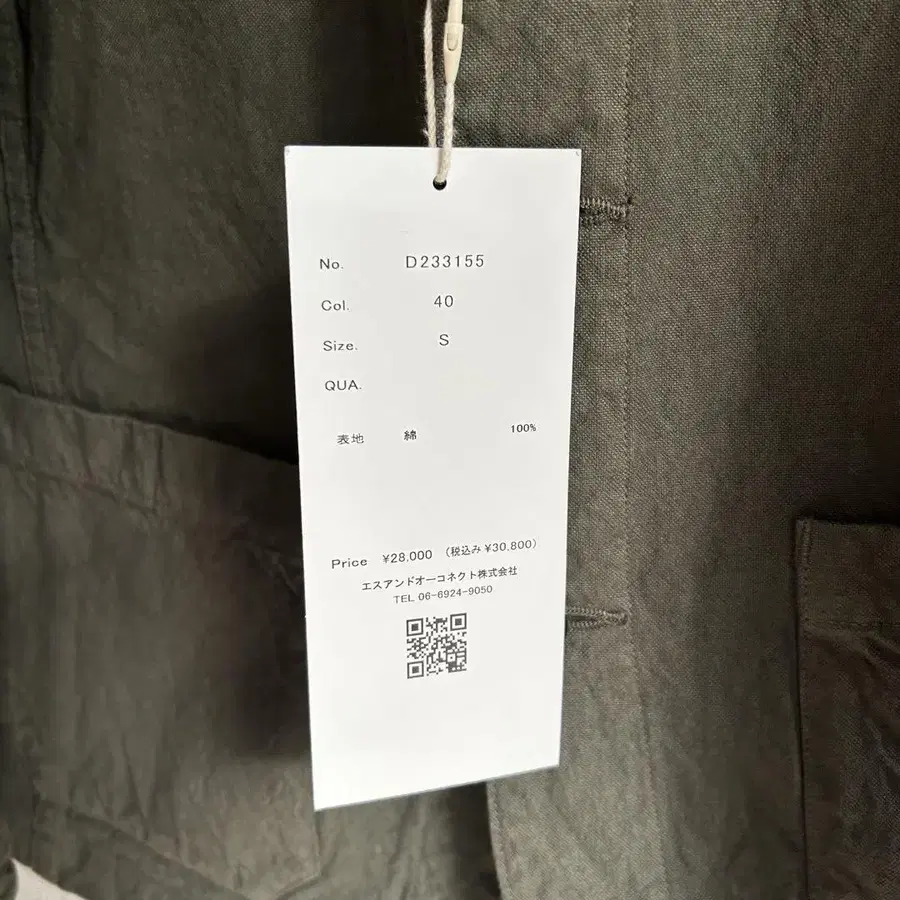 No. D233155
Col. 40
Size. S
QUA.
表地 綿 100%
Price ¥28,000 (税込み ¥30,800)
エスアンドオーコネクト株式会社
TEL 06-6924-9050